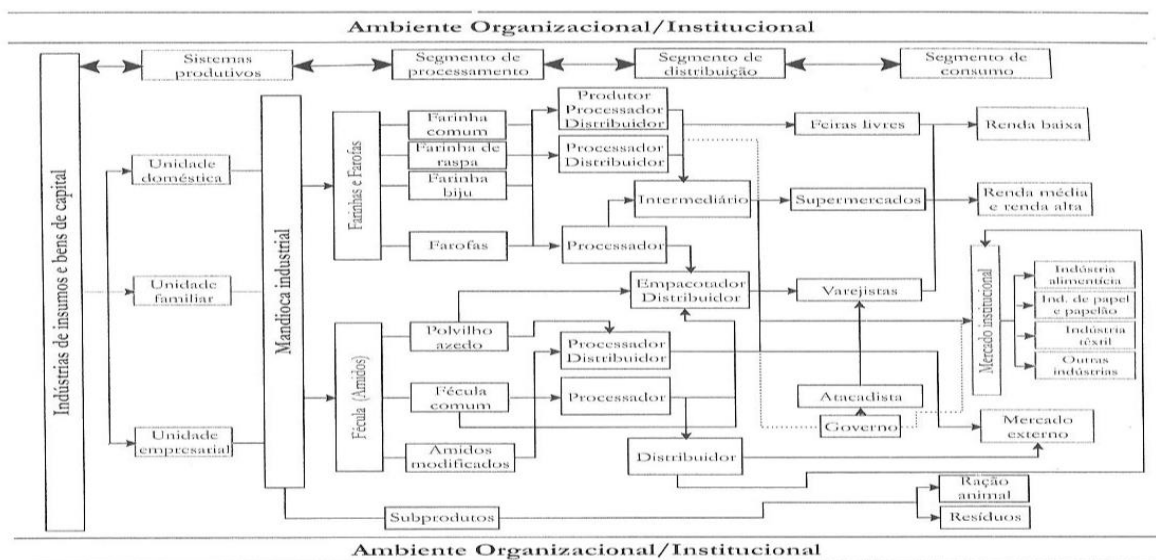 Ambiente Organizacional/Institucional
Indústrias de insumos e bens de capital
Sistemas
produtivos
Segmento de
processamento
Segmento de
distribuição
Segmento de
consumo
Unidade
doméstica
Unidade
familiar
Unidade
empresarial
Mandioca industrial
Farinhas e Farofas
Farinha
comum
Farinha de
raspa
Farinha
biju
Farofas
Fécula (Amidos)
Polvilho
azedo
Fécula
comum
Amidos
modificados
Subprodutos
Produtor
Processador
Distribuidor
Processador
Distribuidor
Intermediário
Processador
Empacotador
Distribuidor
Processador
Distribuidor
Processador
Distribuidor
Feiras livres
Supermercados
Varejistas
Atacadista
Governo
Renda baixa
Renda média
e renda alta
Mercado institucional
Indústria
alimentícia
Ind. de papel
e papelão
Indústria
têxtil
Outras
indústrias
Mercado
externo
Ração
animal
Resíduos
Ambiente Organizacional/Institucional